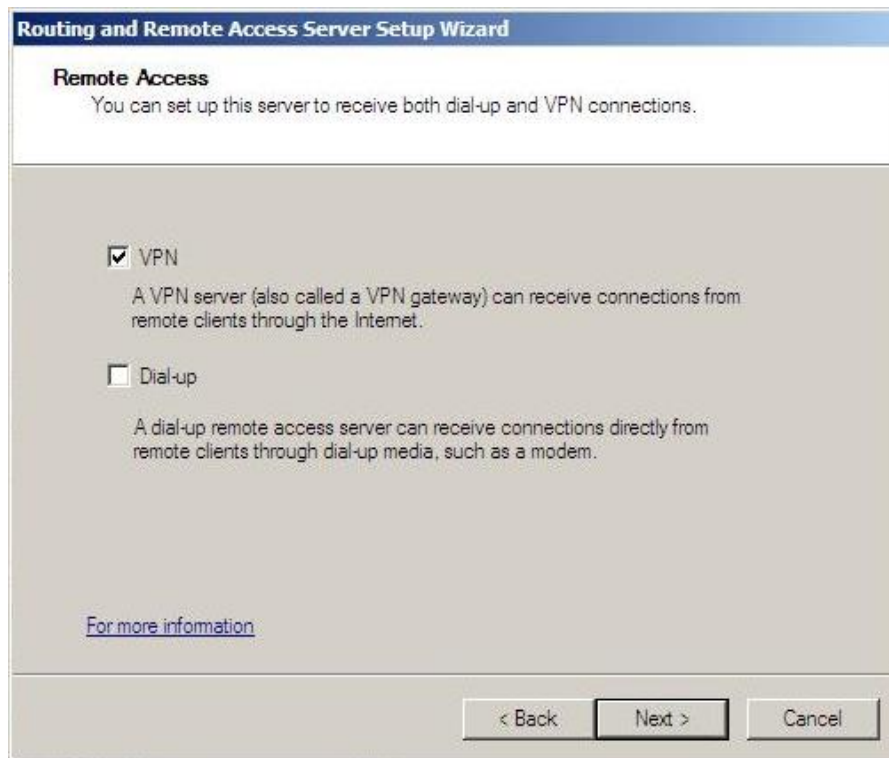 Routing and Remote Access Server Setup Wizard
Remote Access
You can set up this server to receive both dial-up and VPN connections.
VPN
A VPN server (also called a VPN gateway) can receive connections from
remote clients through the Internet.
Dial-up
A dial-up remote access server can receive connections directly from
remote clients through dial-up media, such as a modem.
For more information
< Back
Next >
Cancel